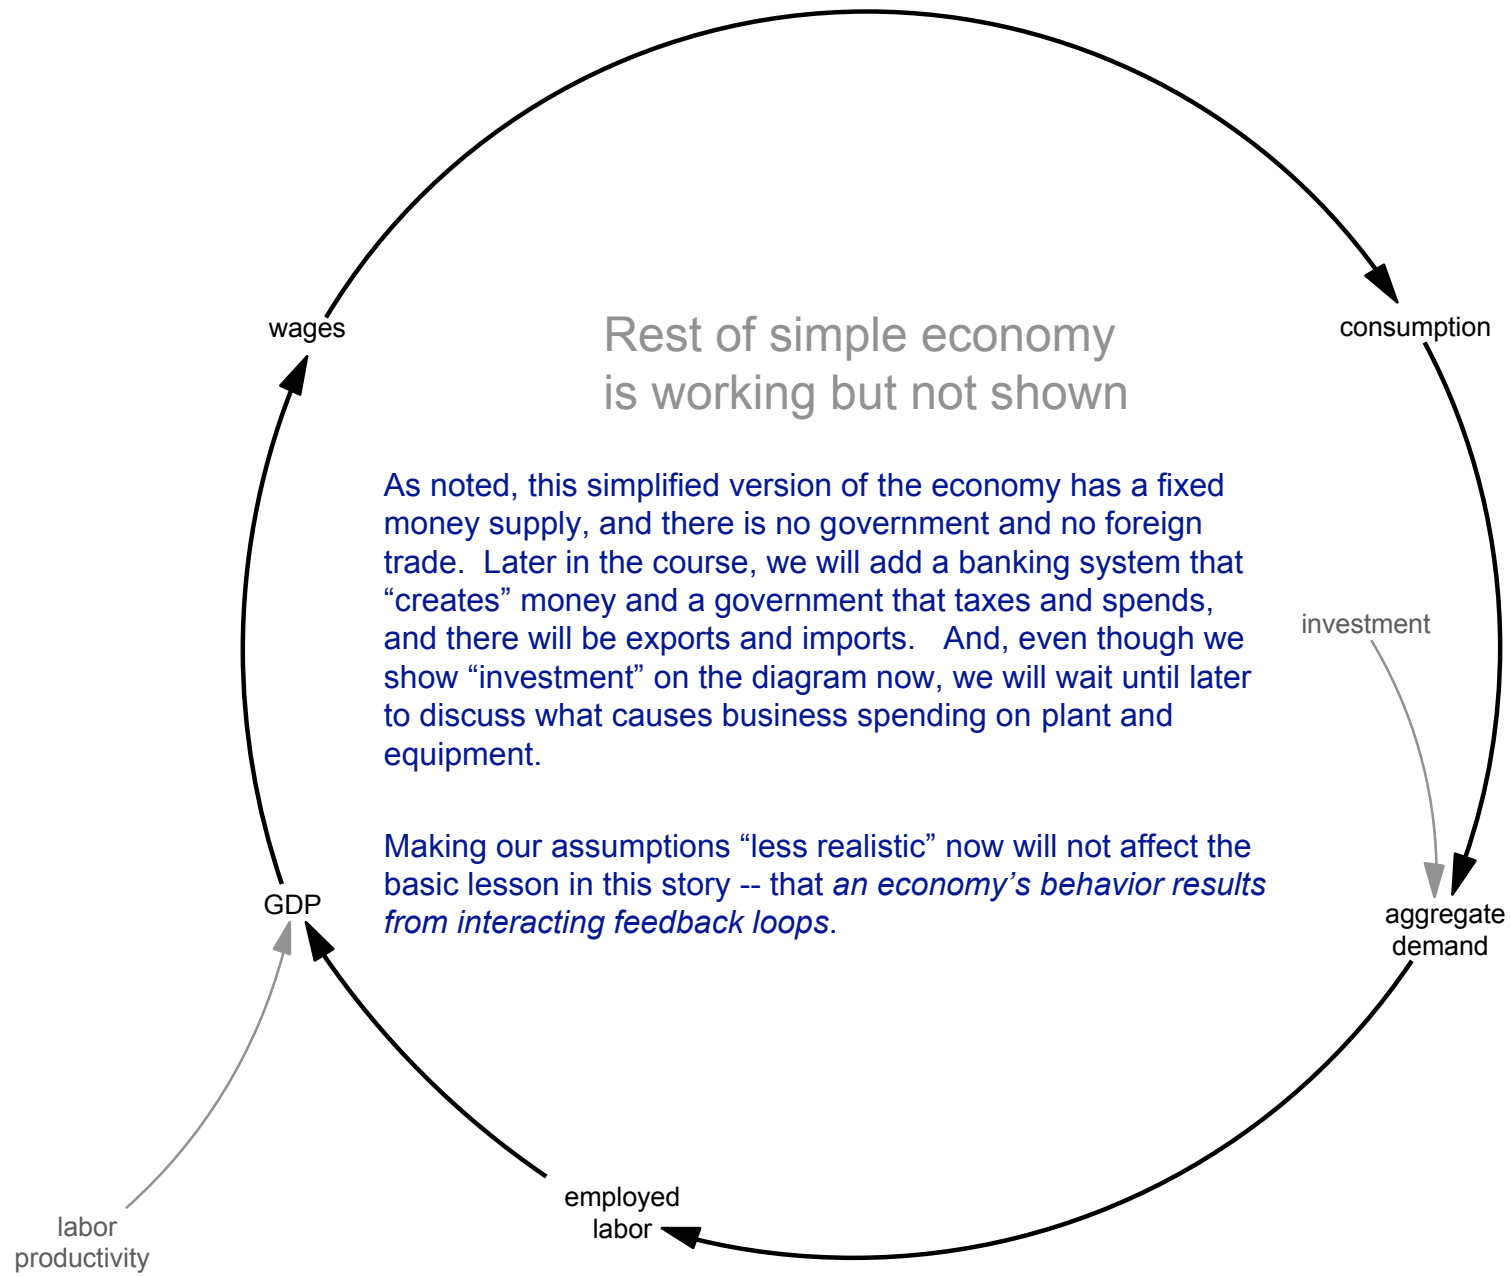 wages
consumption
Rest of simple economy
is working but not shown
As noted, this simplified version of the economy has a fixed
money supply, and there is no government and no foreign
trade.  Later in the course, we will add a banking system that
“creates” money and a government that taxes and spends,
and there will be exports and imports.   And, even though we
show “investment” on the diagram now, we will wait until later
to discuss what causes business spending on plant and
equipment.
investment
Making our assumptions “less realistic” now will not affect the
basic lesson in this story -- that an economy’s behavior results
from interacting feedback loops.
GDP
aggregate
demand
employed
labor
labor
productivity